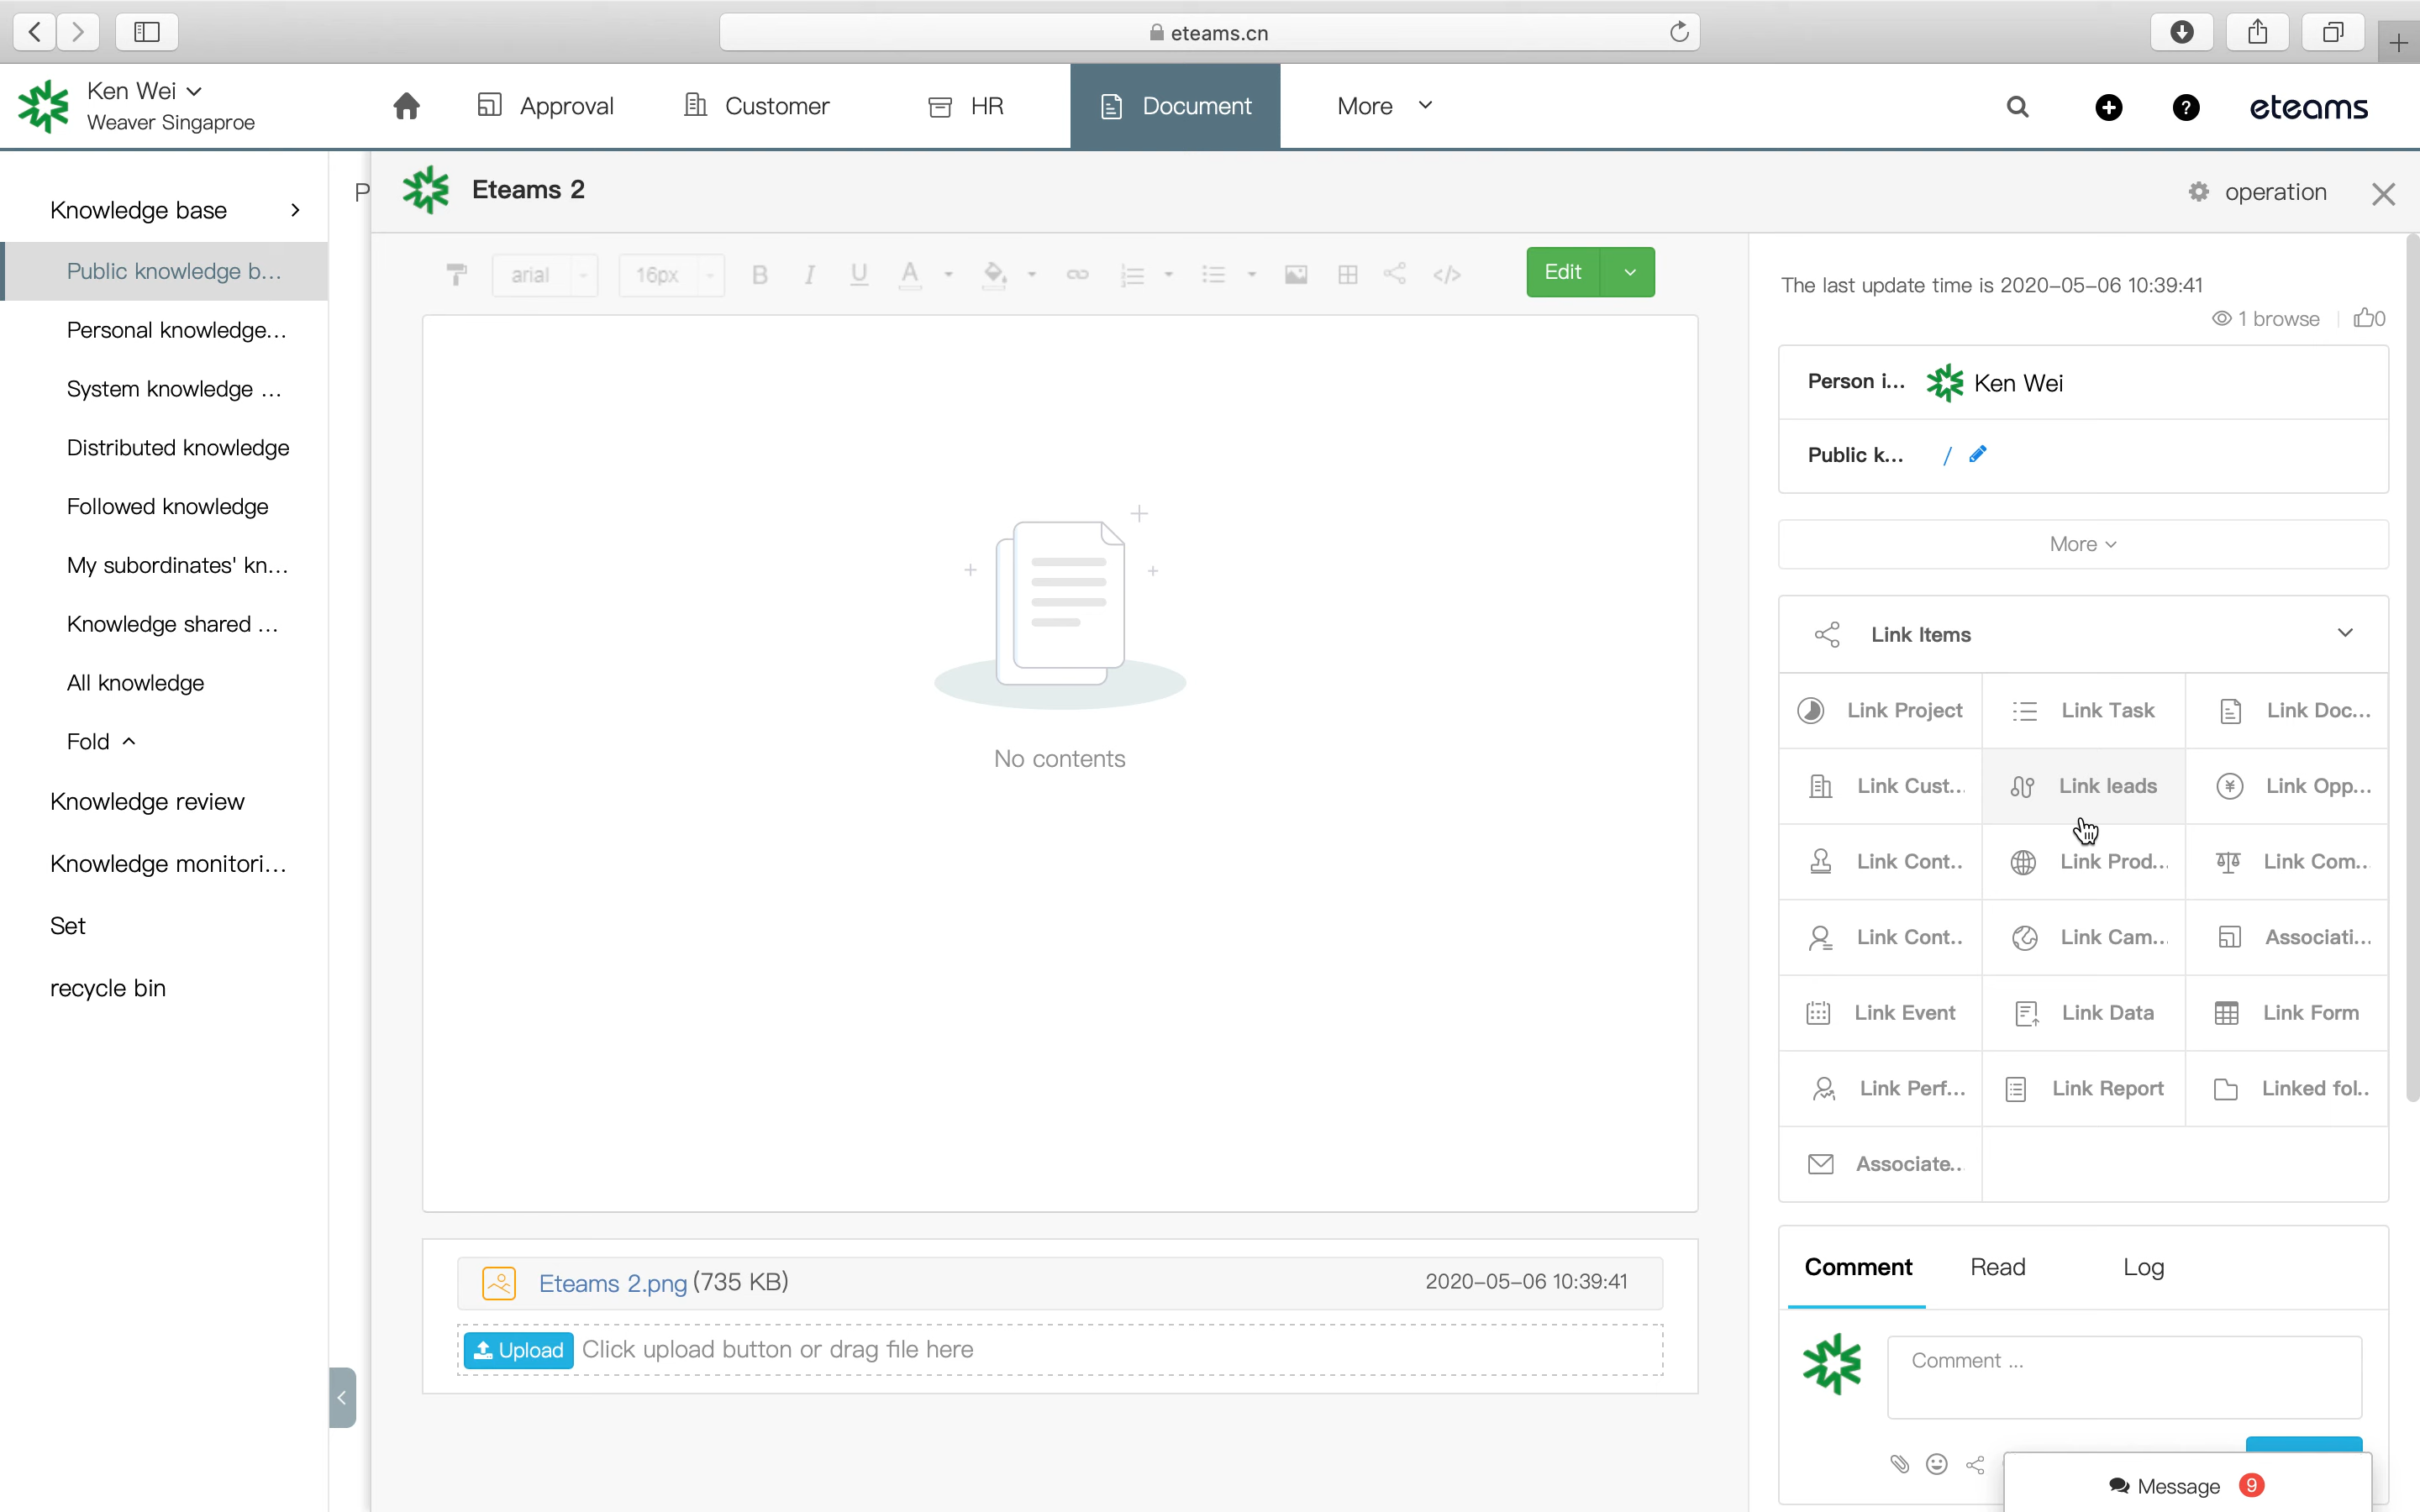 eteams.cn
Ken Wei
Weaver Singaproe
Approval
Customer
HR
Document
More
eteams
Knowledge base
Public knowledge b...
Personal knowledge...
System knowledge ...
Distributed knowledge
Followed knowledge
My subordinates' kn...
Knowledge shared ...
All knowledge
Fold
Knowledge review
Knowledge monitori...
Set
recycle bin
P
Eteams 2
operation
arial
16px
Edit
No contents
Eteams 2.png (735 KB)
2020-05-06 10:39:41
Upload
Click upload button or drag file here
The last update time is 2020-05-06 10:39:41
1 browse
0
Person i...
Ken Wei
Public k...
/
More
Link Items
Link Project
Link Task
Link Doc...
Link Cust...
Link leads
Link Opp...
Link Cont..
Link Prod...
Link Com...
Link Cont..
Link Cam...
Associati...
Link Event
Link Data
Link Form
Link Perf...
Link Report
Linked fol..
Associate..
Comment
Read
Log
Comment ...
Message
9